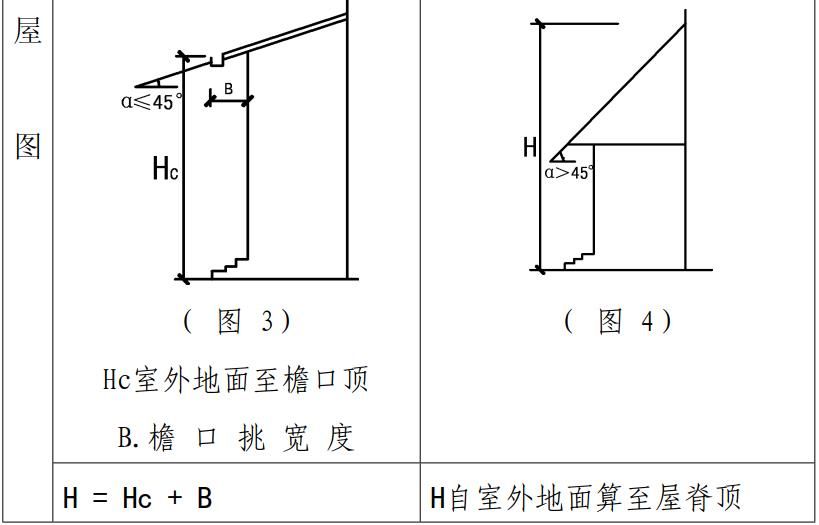 屋
图
B
α≤45°
Hc
H
α>45°
( 图 3)
( 图 4)
Hc室外地面至檐口顶
B.檐 口 挑 宽 度
H = Hc + B
H自室外地面算至屋脊顶